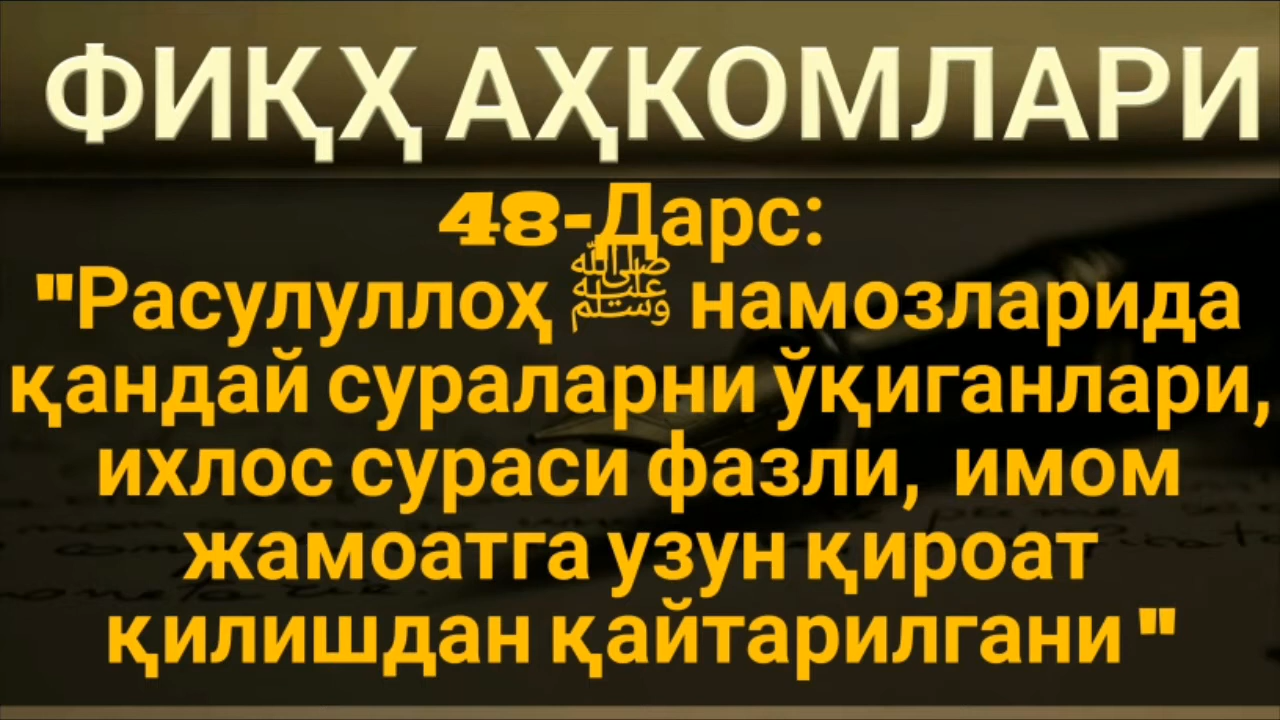 ФИҚҲ АҲКОМЛАРИ
48-Дарс:
"Расулуллоҳ ﷺ намозларида
қандай сураларни ўқиганлари,
ихлос сураси фазли, имом
жамоатга узун қироат
қилишдан қайтарилгани "